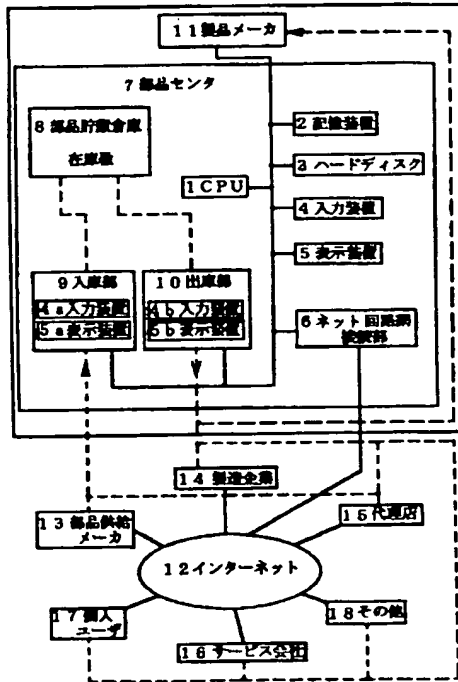 11製品メーカ
7部品センタ
8部品貯蔵倉庫
在庫量
2記憶装置
3ハードディスク
1CPU
4入力装置
5表示装置
9入庫部
4a入力装置
5a表示装置
10出庫部
4b入力装置
5b表示装置
6ネット回路網
接続部
14製造企業
13部品供給
メーカ
15代理店
12インターネット
17個人
ユーザ
18その他
16サービス会社